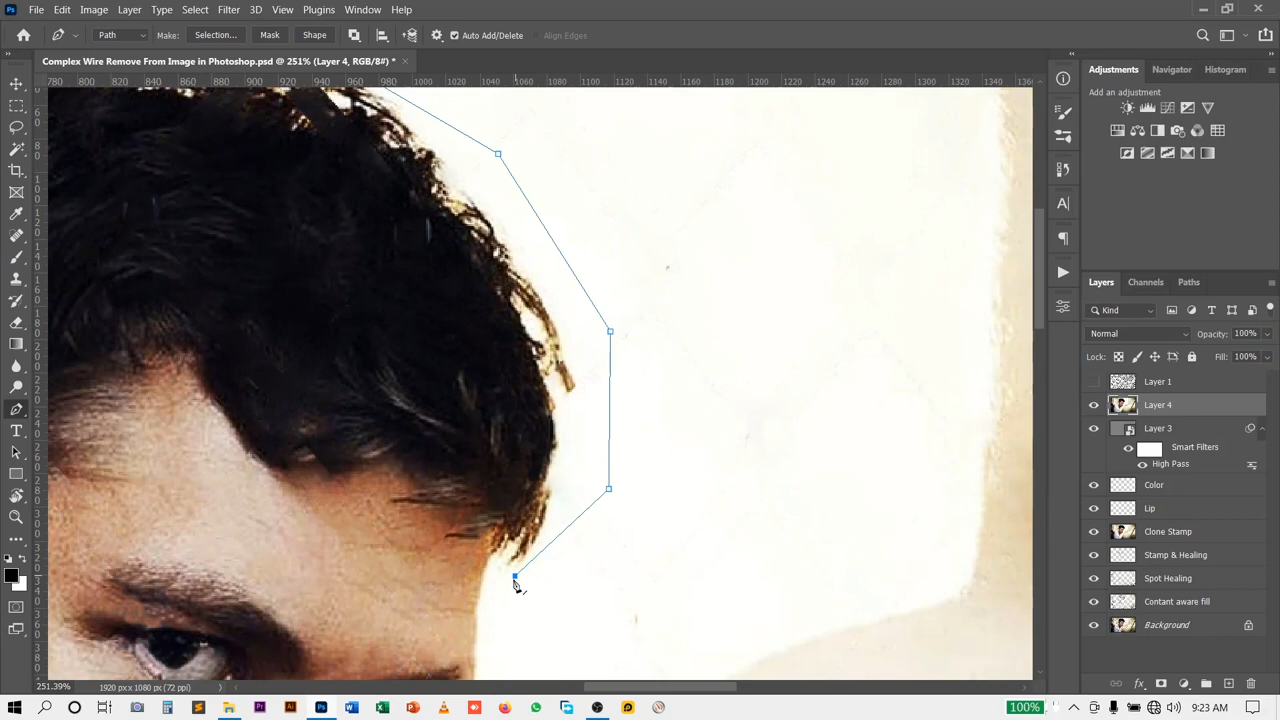 Ps File Edit Image Layer Type Select Filter 3D View Plugins Window Help
Path Make: Selection... Mask Shape Auto Add/Delete Align Edges
Complex Wire Remove From Image in Photoshop.psd @ 251% (Layer 4, RGB/8#) *
780 800 820 840 860 880 900 920 940 960 980 1000 1020 1040 1060 1080 1100 1120 1140 1160 1180 1200 1220 1240 1260 1280 1300 1320 1340 1360
Adjustments Navigator Histogram
Add an adjustment
Layers Channels Paths
Kind
Normal Opacity: 100%
Lock: Fill: 100%
Layer 1
Layer 4
Layer 3
Smart Filters
High Pass
Color
Lip
Clone Stamp
Stamp & Healing
Spot Healing
Contant aware fill
Background
251.39% 1920 px x 1080 px (72 ppi)
100% 9:23 AM